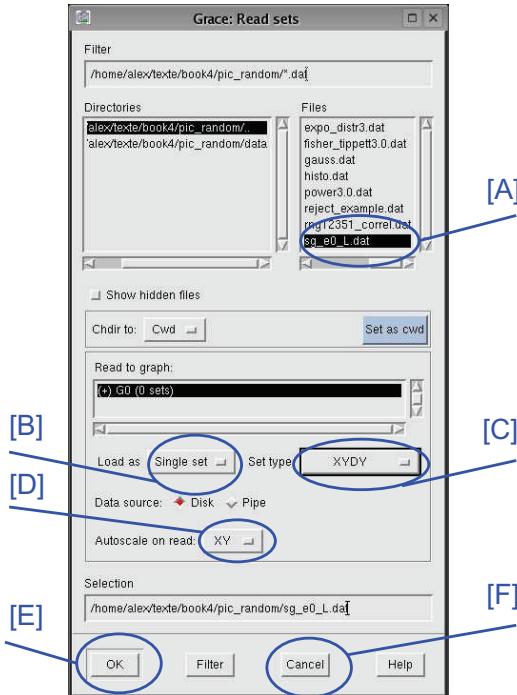 Grace: Read sets
Filter
/home/alex/texte/book4/pic_random/*.dat
Directories
Files
'alex/texte/book4/pic_random/..
'alex/texte/book4/pic_random/data
expo_distr3.dat
fisher_tippett3.0.dat
gauss.dat
histo.dat
power3.0.dat
reject_example.dat
rng12351_correl.dat
sg_e0_L.dat
[A]
Show hidden files
Chdir to: Cwd
Set as cwd
Read to graph:
(+) G0 (0 sets)
[B]
[C]
Load as Single set Set type XYDY
[D]
Data source: Disk Pipe
Autoscale on read: XY
Selection
/home/alex/texte/book4/pic_random/sg_e0_L.dat
[E]
[F]
OK Filter Cancel Help